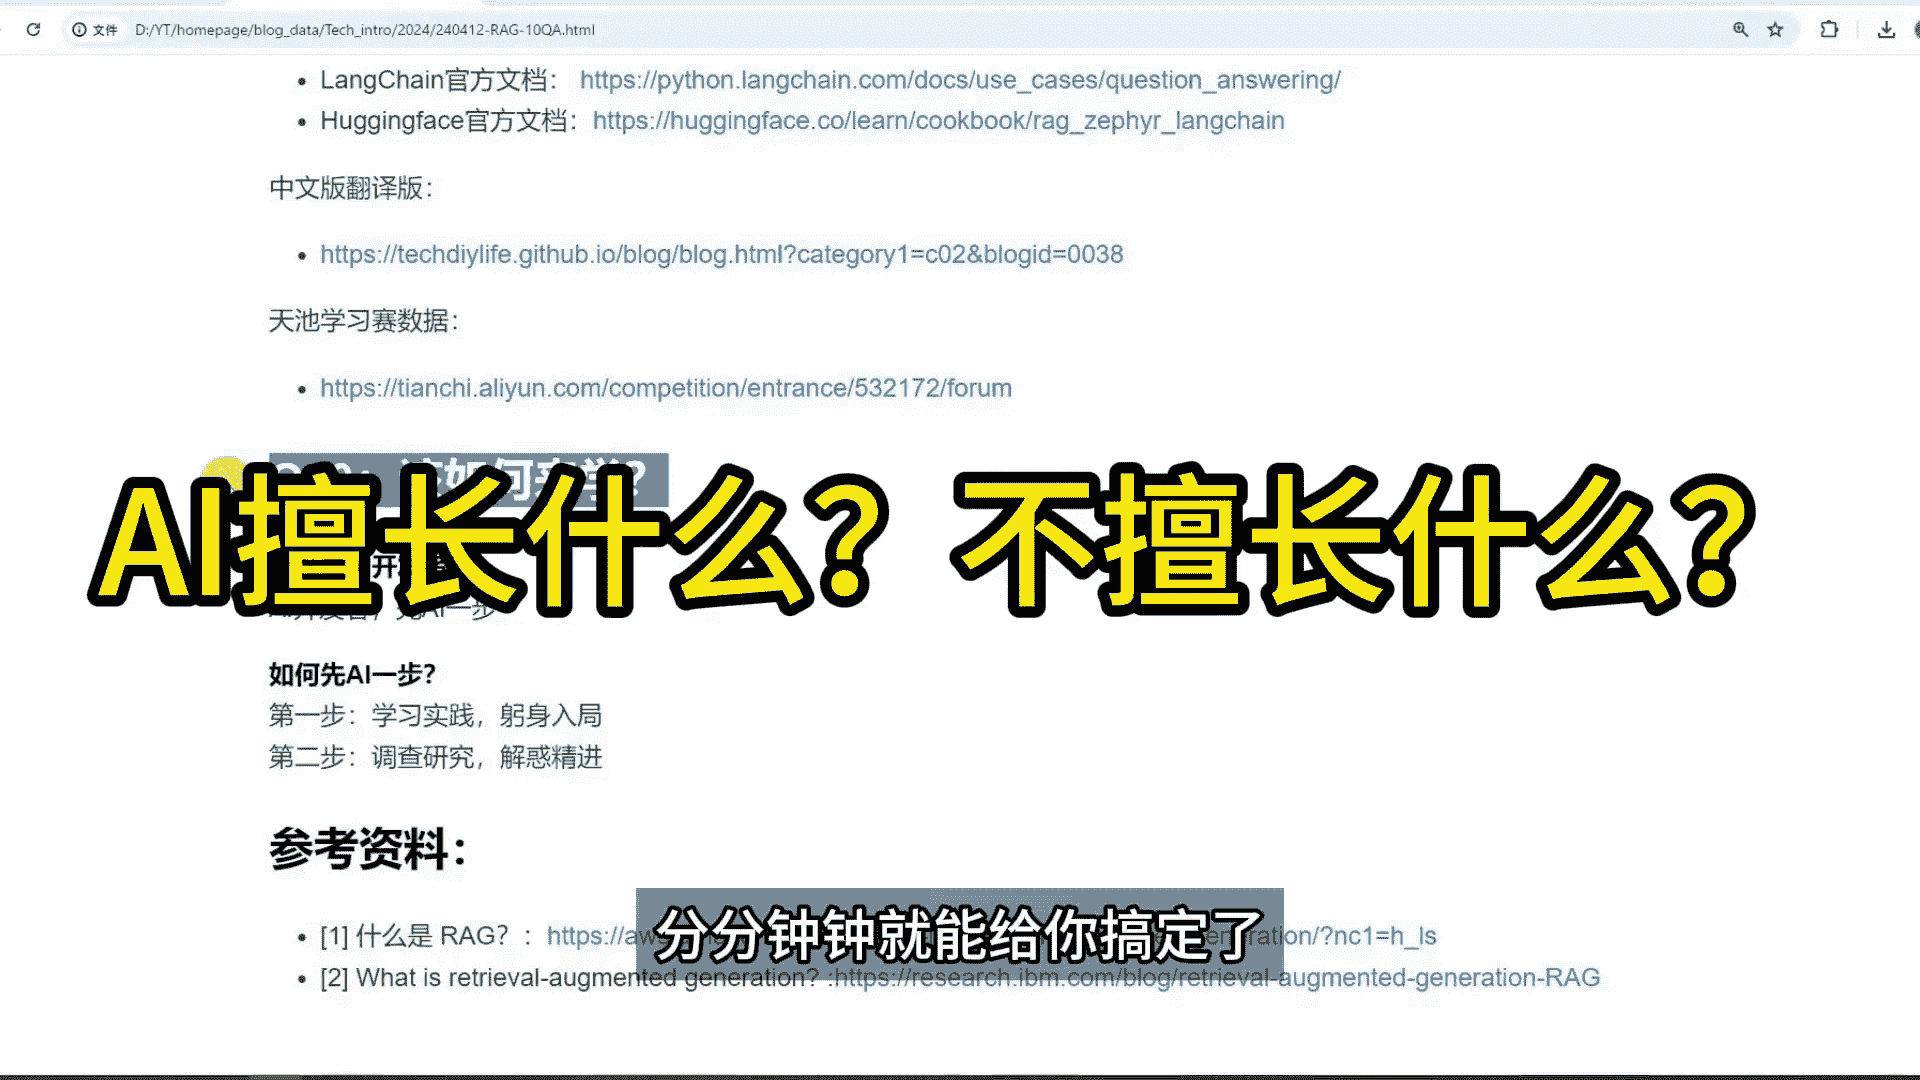 文件 D:/YT/homepage/blog_data/Tech_intro/2024/240412-RAG-10QA.html
LangChain官方文档： https://python.langchain.com/docs/use_cases/question_answering/
Huggingface官方文档：https://huggingface.co/learn/cookbook/rag_zephyr_langchain
中文版翻译版：
https://techdiylife.github.io/blog/blog.html?category1=c02&blogid=0038
天池学习赛数据：
https://tianchi.aliyun.com/competition/entrance/532172/forum
如何来学？
AI擅长什么？不擅长什么？
如何先AI一步？
第一步：学习实践，躬身入局
第二步：调查研究，解惑精进
参考资料：
分分钟钟就能给你搞定了
[1] 什么是 RAG？： https://aws eneration/?nc1=h_ls
[2] What is retrieval-augmented generation? :https://research.ibm.com/blog/retrieval-augmented-generation-RAG